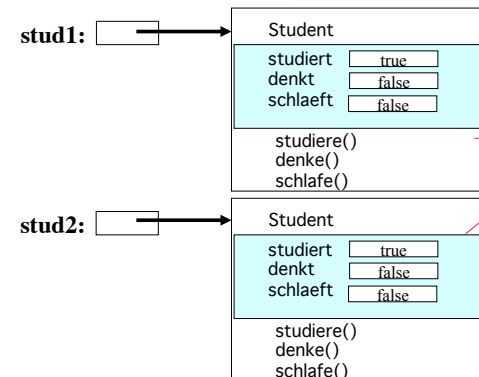 stud1:
Student
studiert true
denkt false
schlaeft false
studiere()
denke()
schlafe()
stud2:
Student
studiert true
denkt false
schlaeft false
studiere()
denke()
schlafe()